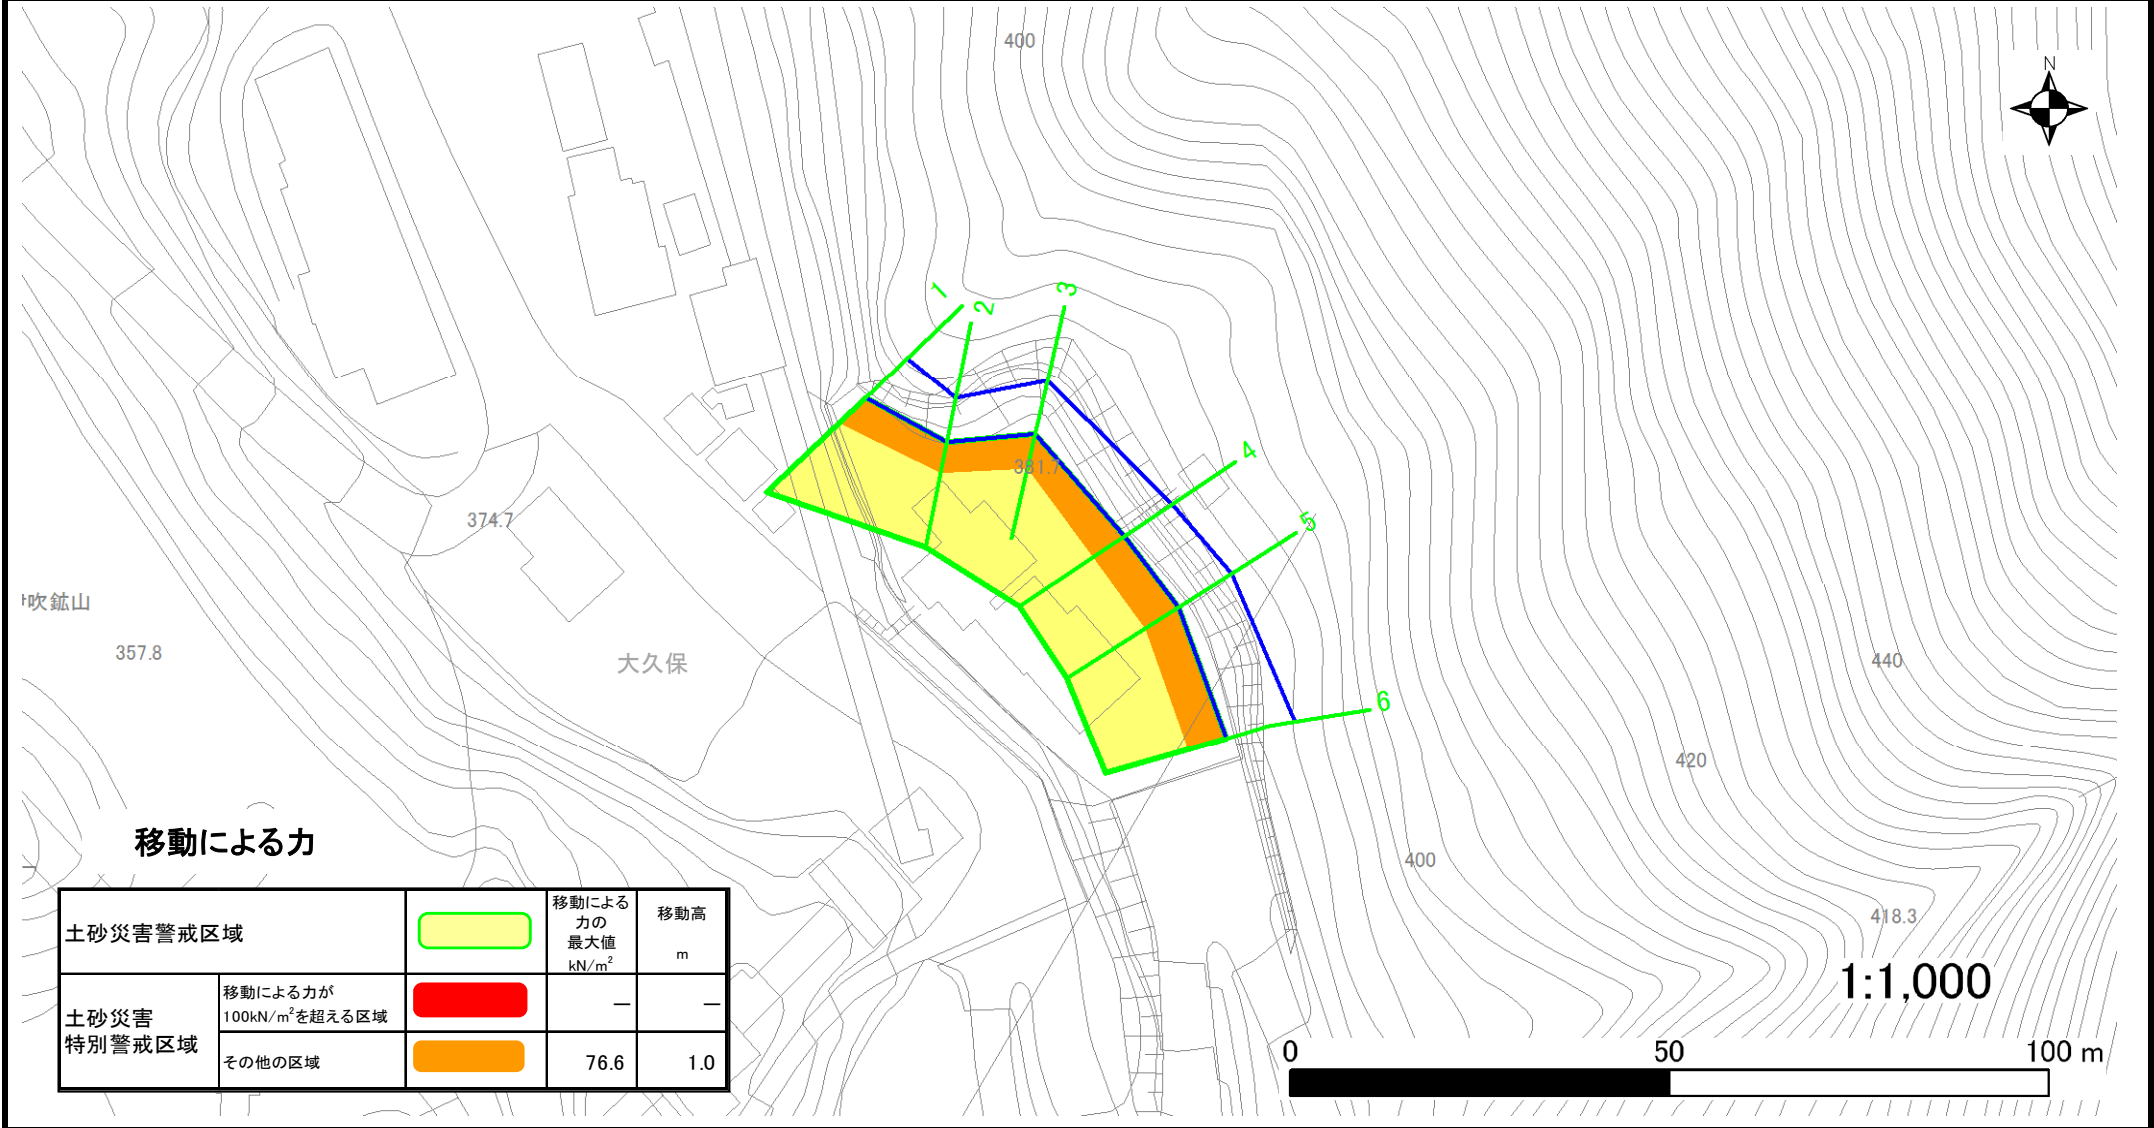 400
N
1
2
3
381.7
4
5
374.7
吹鉱山
357.8
大久保
6
440
420
400
418.3
移動による力
土砂災害警戒区域
移動による
力の
最大値
kN/m²
移動高
m
土砂災害
特別警戒区域
移動による力が
100kN/m²を超える区域
―
―
その他の区域
76.6
1.0
1:1,000
0
50
100 m